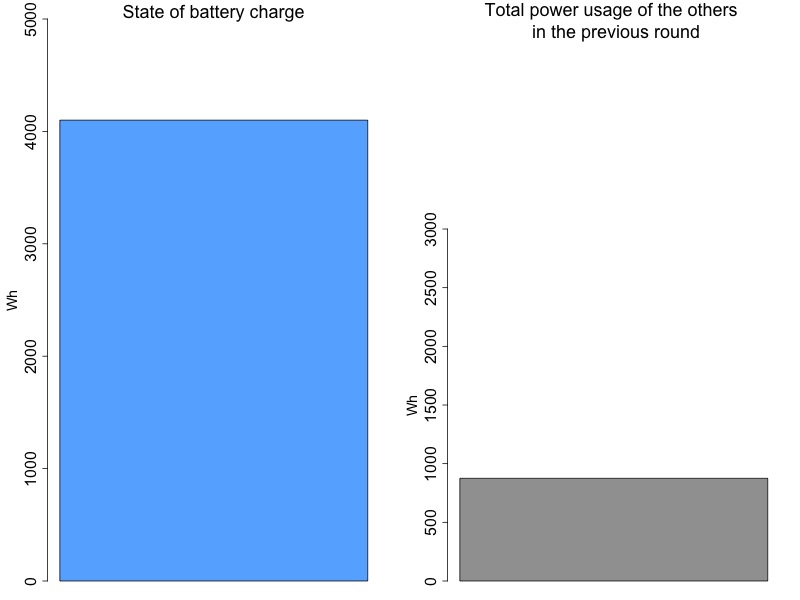 State of battery charge
5000
4000
3000
2000
1000
0
Wh
Total power usage of the others
in the previous round
3000
2500
2000
1500
1000
500
0
Wh